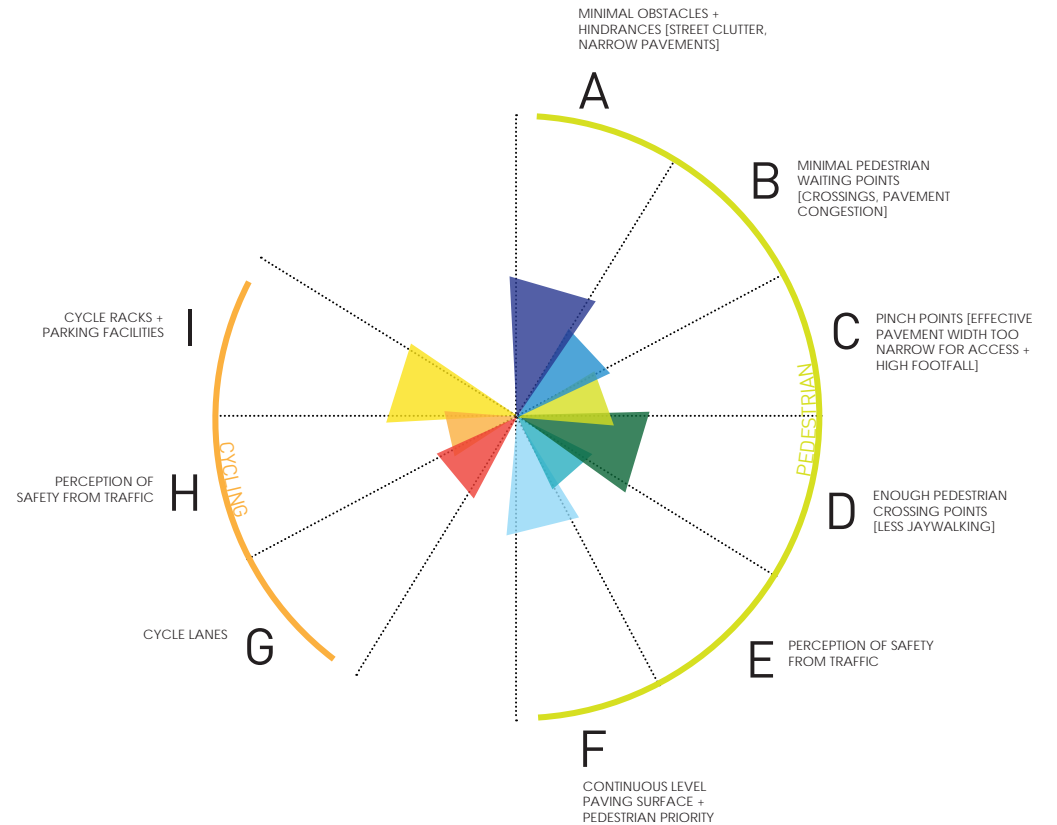 MINIMAL OBSTACLES +
HINDRANCES [STREET CLUTTER,
NARROW PAVEMENTS]
A
B
MINIMAL PEDESTRIAN
WAITING POINTS
[CROSSINGS, PAVEMENT
CONGESTION]
C
PINCH POINTS [EFFECTIVE
PAVEMENT WIDTH TOO
NARROW FOR ACCESS +
HIGH FOOTFALL]
PEDESTRIAN
D
ENOUGH PEDESTRIAN
CROSSING POINTS
[LESS JAYWALKING]
E
PERCEPTION OF SAFETY
FROM TRAFFIC
F
CONTINUOUS LEVEL
PAVING SURFACE +
PEDESTRIAN PRIORITY
CYCLE LANES
G
PERCEPTION OF
SAFETY FROM TRAFFIC
H
CYCLING
CYCLE RACKS +
PARKING FACILITIES
I